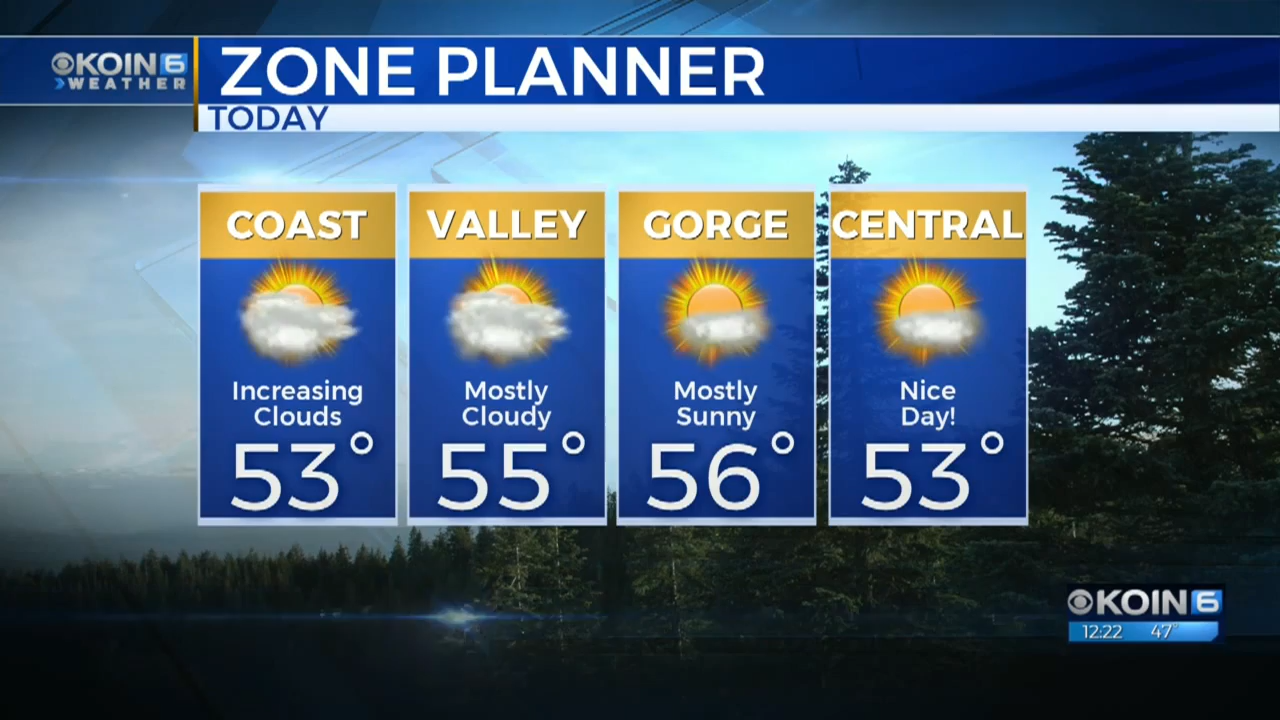 KOIN 6
WEATHER
ZONE PLANNER
TODAY
COAST
Increasing
Clouds
53°
VALLEY
Mostly
Cloudy
55°
GORGE
Mostly
Sunny
56°
CENTRAL
Nice
Day!
53°
KOIN 6
12:22 47°